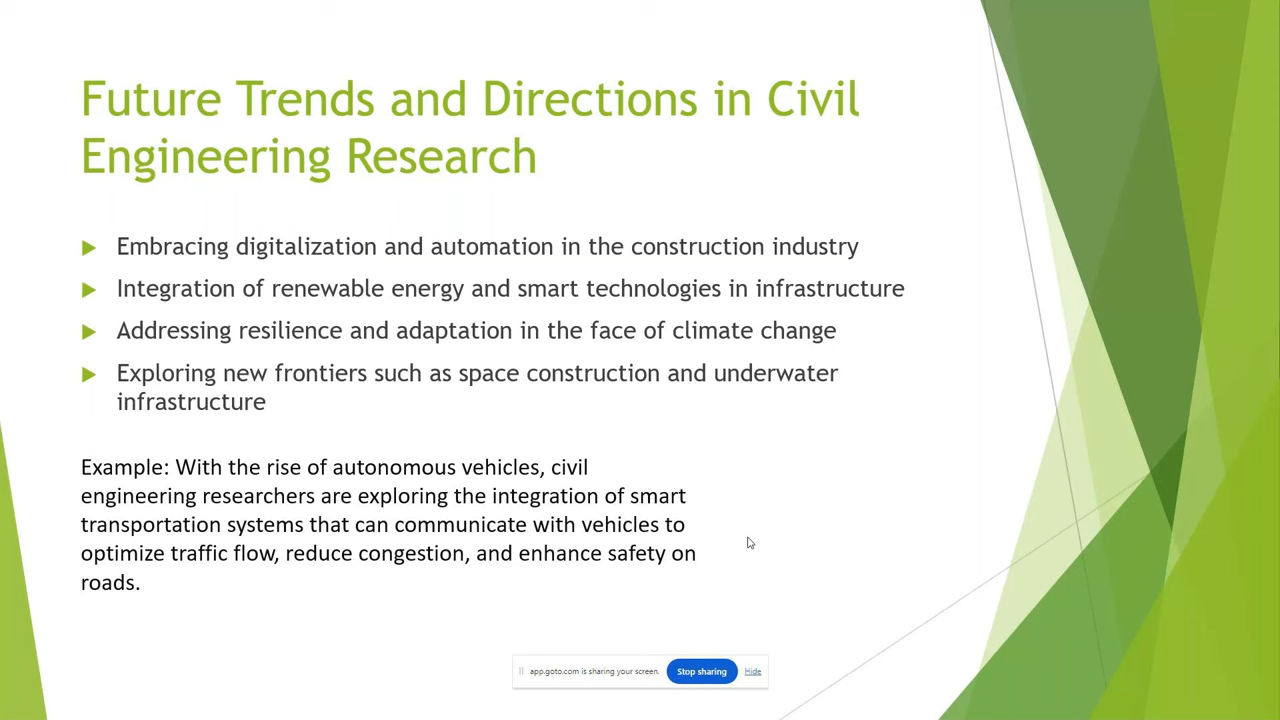 Future Trends and Directions in Civil
Engineering Research
Embracing digitalization and automation in the construction industry
Integration of renewable energy and smart technologies in infrastructure
Addressing resilience and adaptation in the face of climate change
Exploring new frontiers such as space construction and underwater
infrastructure
Example: With the rise of autonomous vehicles, civil
engineering researchers are exploring the integration of smart
transportation systems that can communicate with vehicles to
optimize traffic flow, reduce congestion, and enhance safety on
roads.
app.goto.com is sharing your screen. Stop sharing Hide